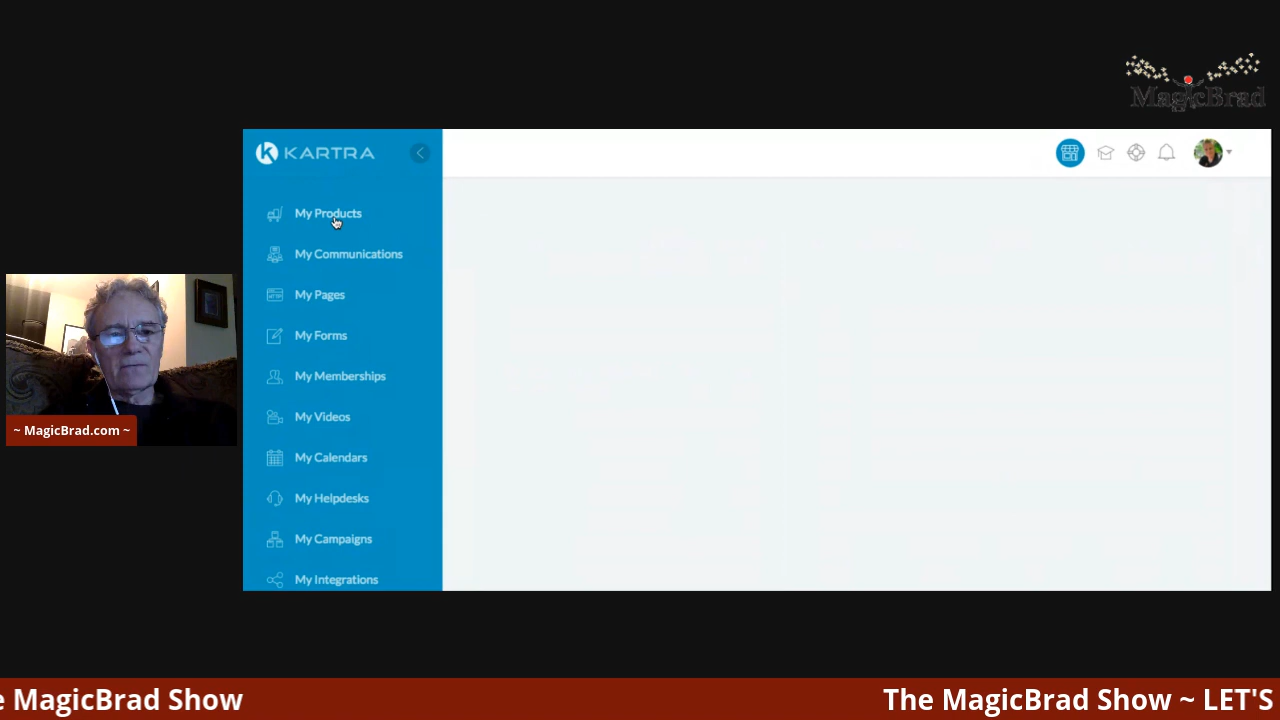 MagicBrad
KARTRA
My Products
My Communications
My Pages
My Forms
My Memberships
My Videos
My Calendars
My Helpdesks
My Campaigns
My Integrations
~ MagicBrad.com ~
e MagicBrad Show
The MagicBrad Show ~ LET'S